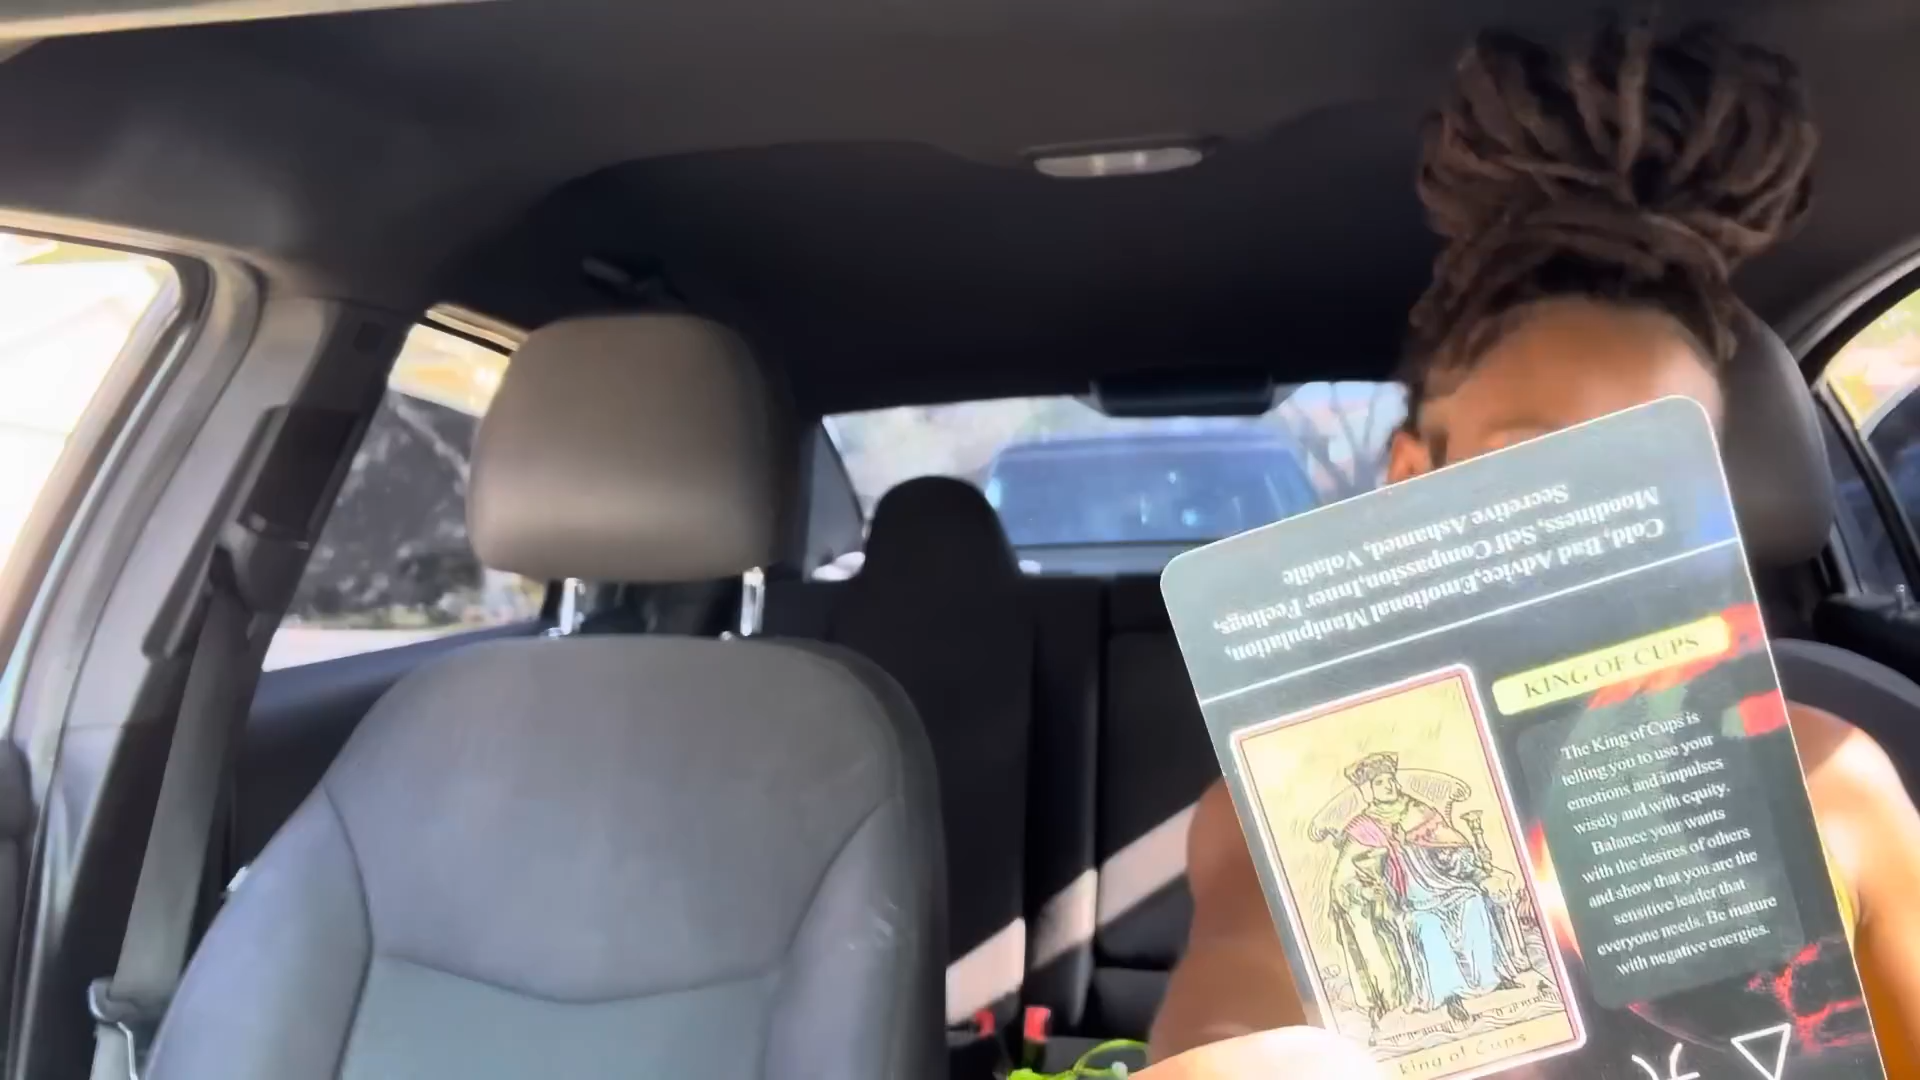 Cold, Bad Advice,Emotional Manipulation,
Moodiness, Self Compassion,Inner Feelings,
Secretive Ashamed, Volatile
KING OF CUPS
The King of Cups is
telling you to use your
emotions and impulses
wisely and with equity.
Balance your wants
with the desires of others
and show that you are the
sensitive leader that
everyone needs. Be mature
with negative energies.
King of Cups